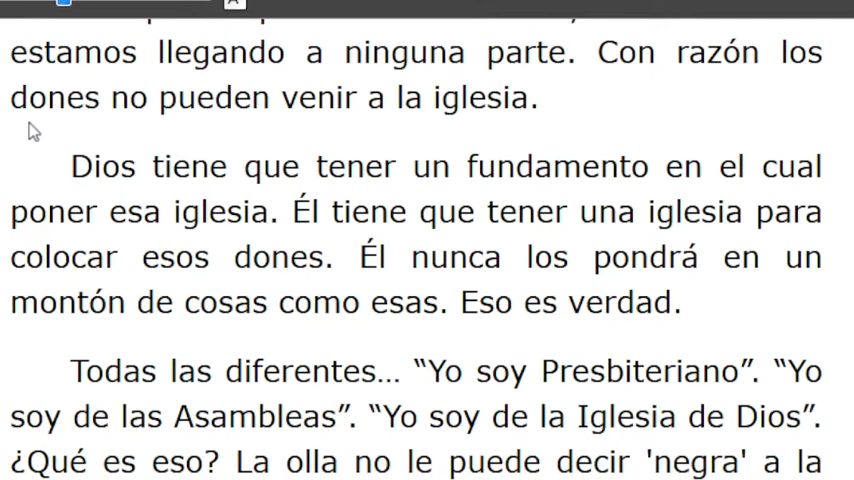 estamos llegando a ninguna parte. Con razón los
dones no pueden venir a la iglesia.
Dios tiene que tener un fundamento en el cual
poner esa iglesia. Él tiene que tener una iglesia para
colocar esos dones. Él nunca los pondrá en un
montón de cosas como esas. Eso es verdad.
Todas las diferentes... “Yo soy Presbiteriano”. “Yo
soy de las Asambleas”. “Yo soy de la Iglesia de Dios”.
¿Qué es eso? La olla no le puede decir 'negra' a la